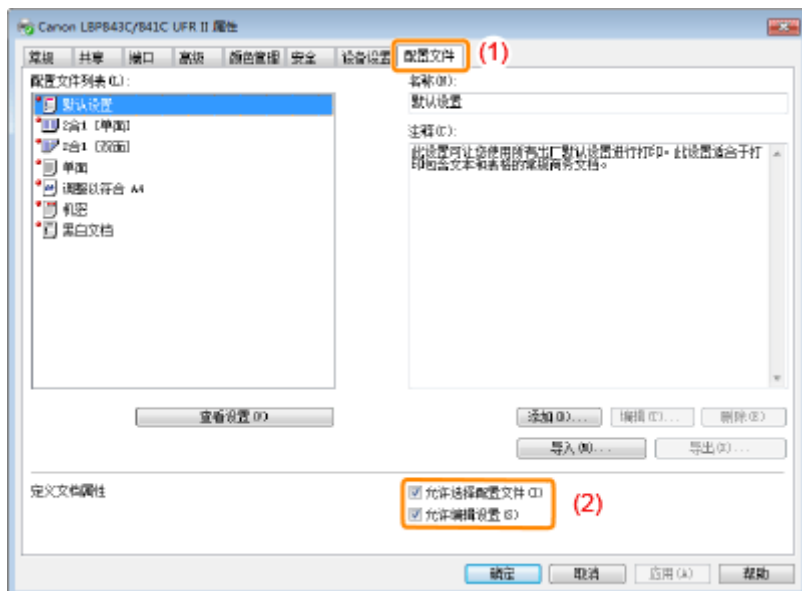 Canon LBP843C/841C UFR II 属性
常规 共享 端口 高级 颜色管理 安全 设备设置 配置文件 (1)
配置文件列表(L):
默认设置
2合1 [单面]
2合1 [双面]
单面
调整以符合 A4
机密
黑白文档
查看设置(V)
名称(N):
默认设置
注释(C):
此设置可让您使用所有出厂默认设置进行打印。此设置适合于打
印包含文本和表格的常规商务文档。
添加(D)... 编辑(T)... 删除(E)
导入(M)... 导出(X)...
定义文档属性
允许选择配置文件(I)
允许编辑设置(S)
(2)
确定 取消 应用(A) 帮助